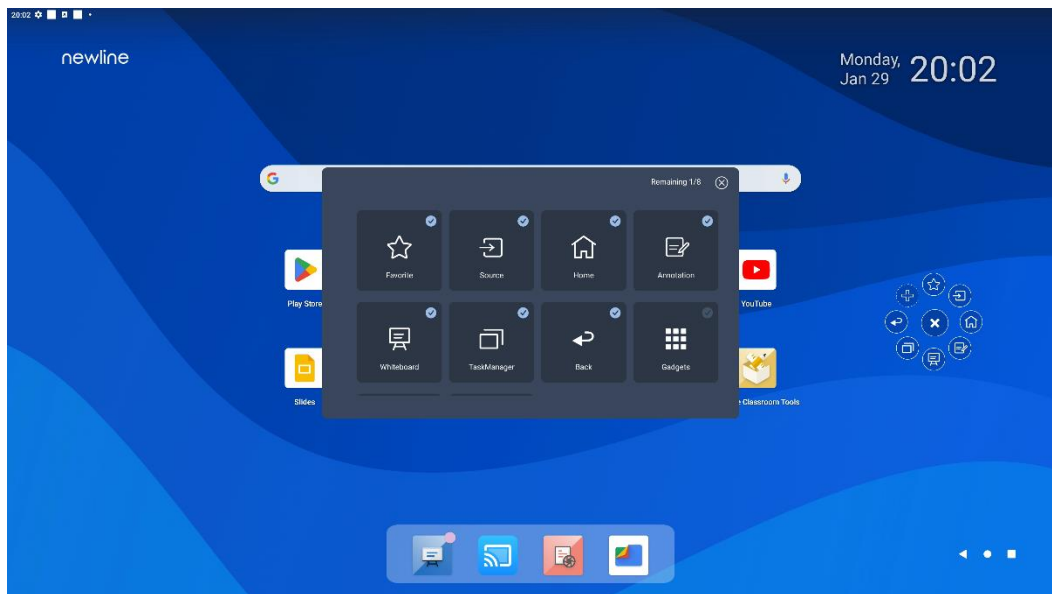 20:02
newline
Monday,
Jan 29
20:02
Remaining 1/8
Favorite
Source
Home
Annotation
Whiteboard
TaskManager
Back
Gadgets
Play Store
YouTube
Slides
Classroom Tools